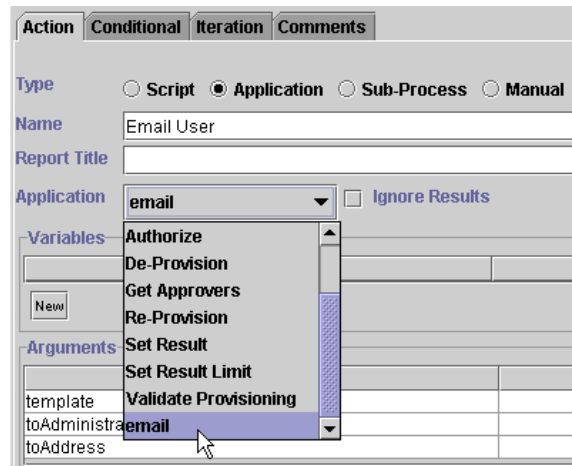 Action Conditional Iteration Comments
Type Script Application Sub-Process Manual
Name Email User
Report Title
Application email Ignore Results
Variables Authorize
De-Provision
Get Approvers
New
Re-Provision
Arguments Set Result
Set Result Limit
template Validate Provisioning
toAdministra email
toAddress